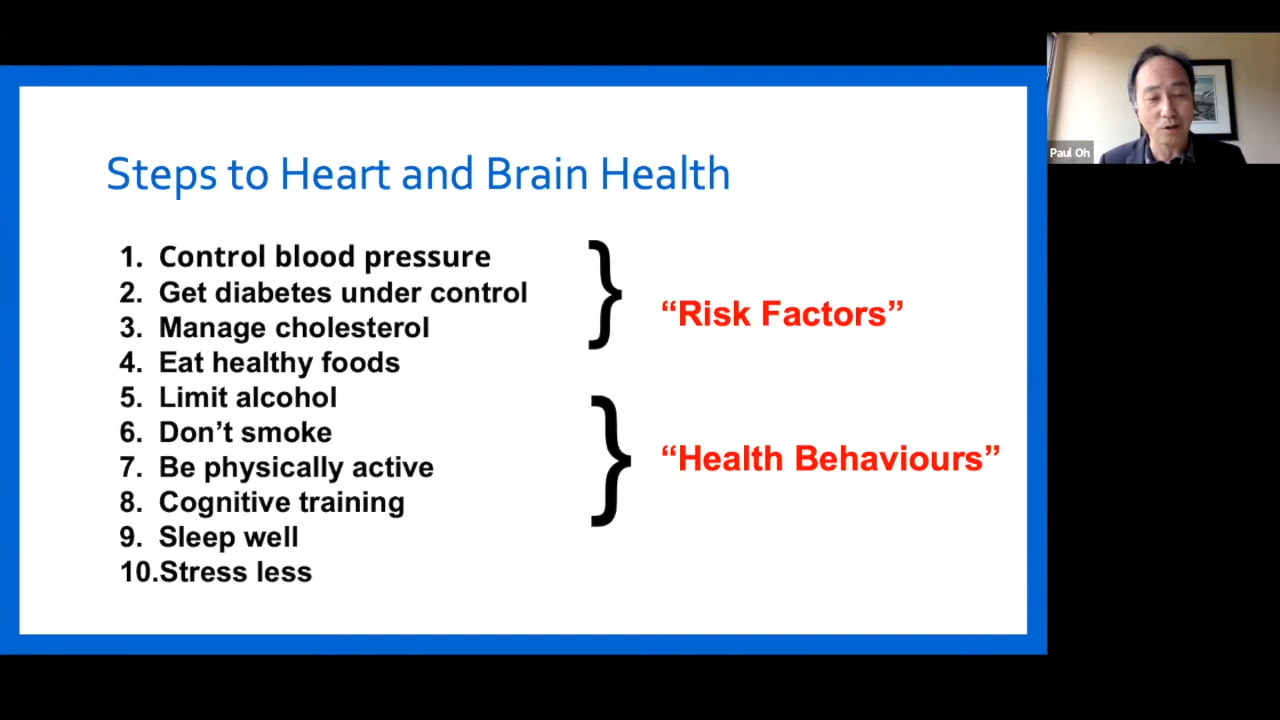 Steps to Heart and Brain Health
1. Control blood pressure
2. Get diabetes under control
3. Manage cholesterol
4. Eat healthy foods
5. Limit alcohol
6. Don’t smoke
7. Be physically active
8. Cognitive training
9. Sleep well
10.Stress less
“Risk Factors”
“Health Behaviours”
Paul Oh